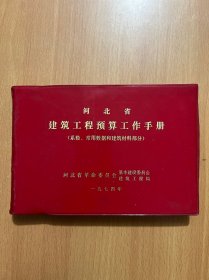 河北省
建筑工程预算工作手册
（系数、常用数据和建筑材料部分）
河北省革命委员会 基本建设委员会
建筑工程局
一九七四年